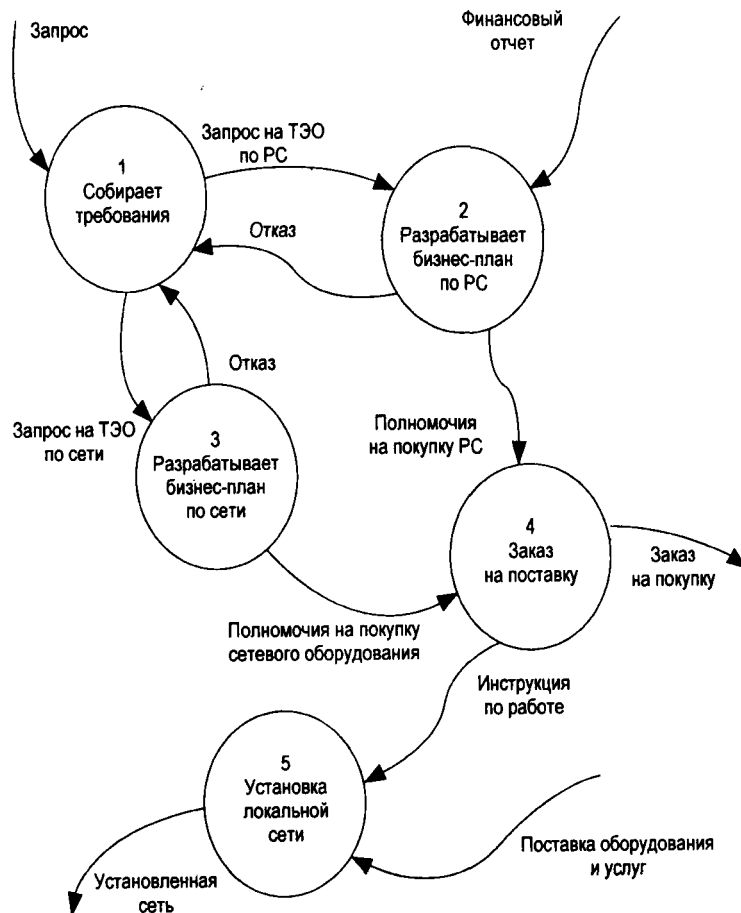 Запрос
Финансовый
отчет
Запрос на ТЭО
по РС
1
Собирает
требования
2
Разрабатывает
бизнес-план
по РС
Отказ
Отказ
Запрос на ТЭО
по сети
3
Разрабатывает
бизнес-план
по сети
Полномочия
на покупку РС
4
Заказ
на поставку
Заказ
на покупку
Полномочия на покупку
сетевого оборудования
Инструкция
по работе
5
Установка
локальной
сети
Поставка оборудования
и услуг
Установленная
сеть